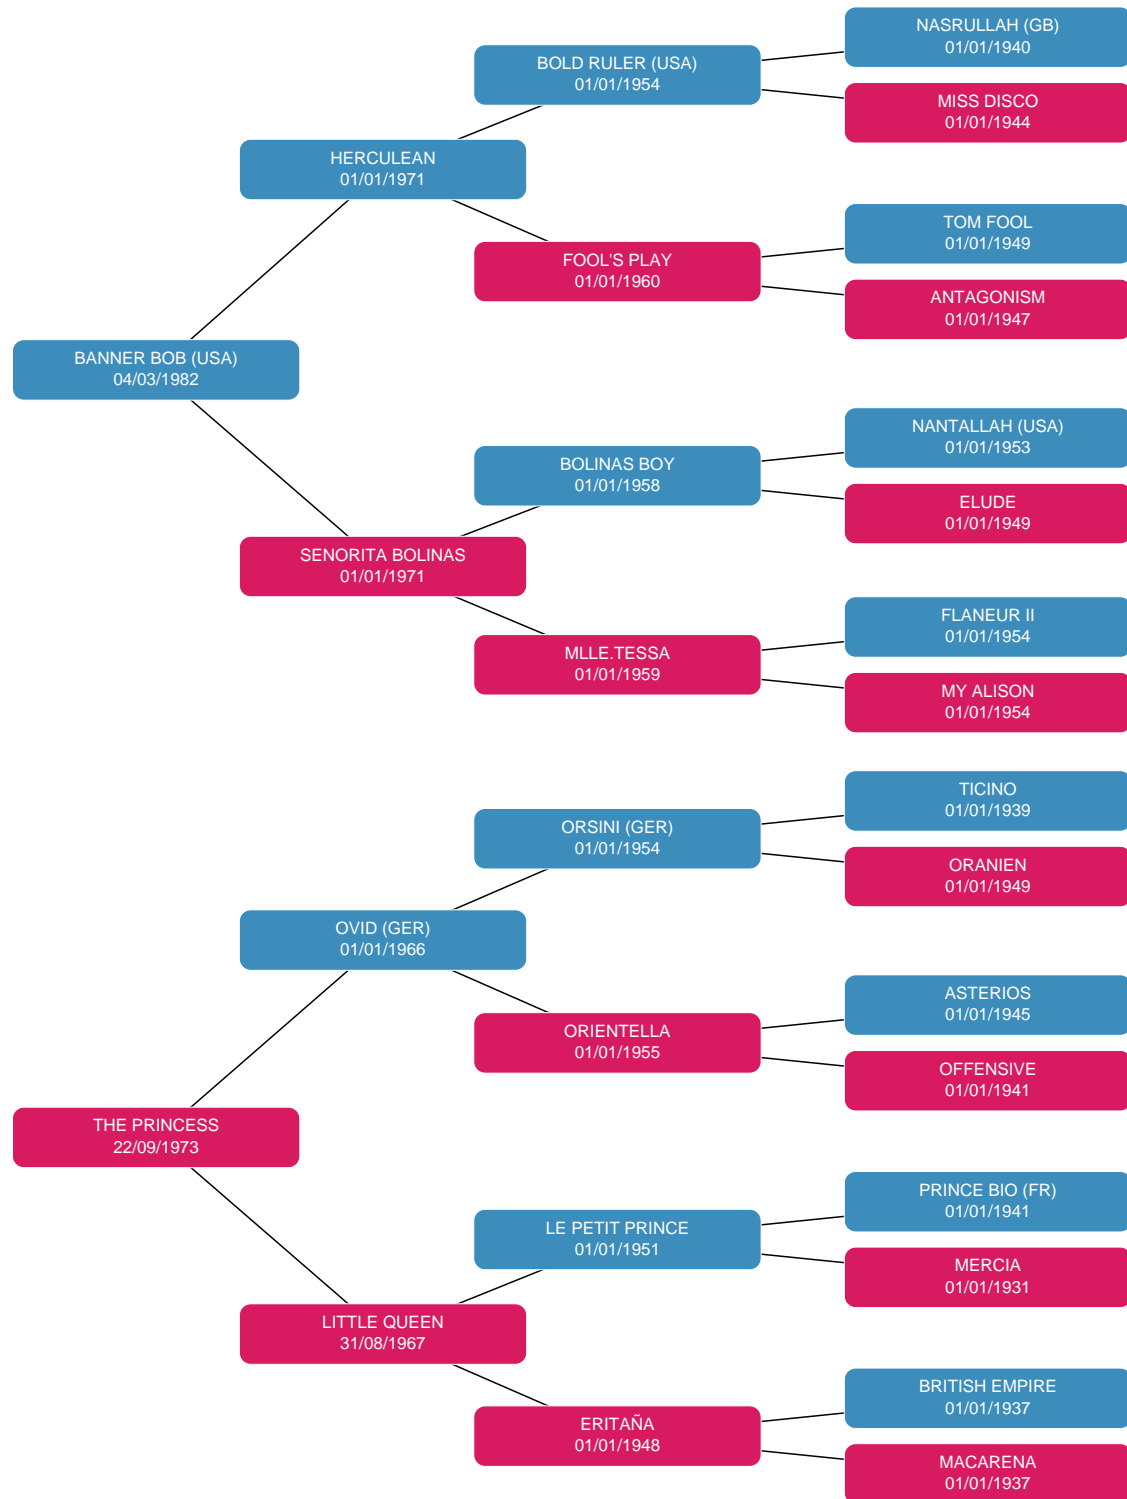 NASRULLAH (GB)
01/01/1940
BOLD RULER (USA)
01/01/1954
MISS DISCO
01/01/1944
HERCULEAN
01/01/1971
TOM FOOL
01/01/1949
FOOL'S PLAY
01/01/1960
ANTAGONISM
01/01/1947
BANNER BOB (USA)
04/03/1982
NANTALLAH (USA)
01/01/1953
BOLINAS BOY
01/01/1958
ELUDE
01/01/1949
SENORITA BOLINAS
01/01/1971
FLANEUR II
01/01/1954
MLLE.TESSA
01/01/1959
MY ALISON
01/01/1954
TICINO
01/01/1939
ORSINI (GER)
01/01/1954
ORANIEN
01/01/1949
OVID (GER)
01/01/1966
ASTERIOS
01/01/1945
ORIENTELLA
01/01/1955
OFFENSIVE
01/01/1941
THE PRINCESS
22/09/1973
PRINCE BIO (FR)
01/01/1941
LE PETIT PRINCE
01/01/1951
MERCIA
01/01/1931
LITTLE QUEEN
31/08/1967
BRITISH EMPIRE
01/01/1937
ERITAÑA
01/01/1948
MACARENA
01/01/1937